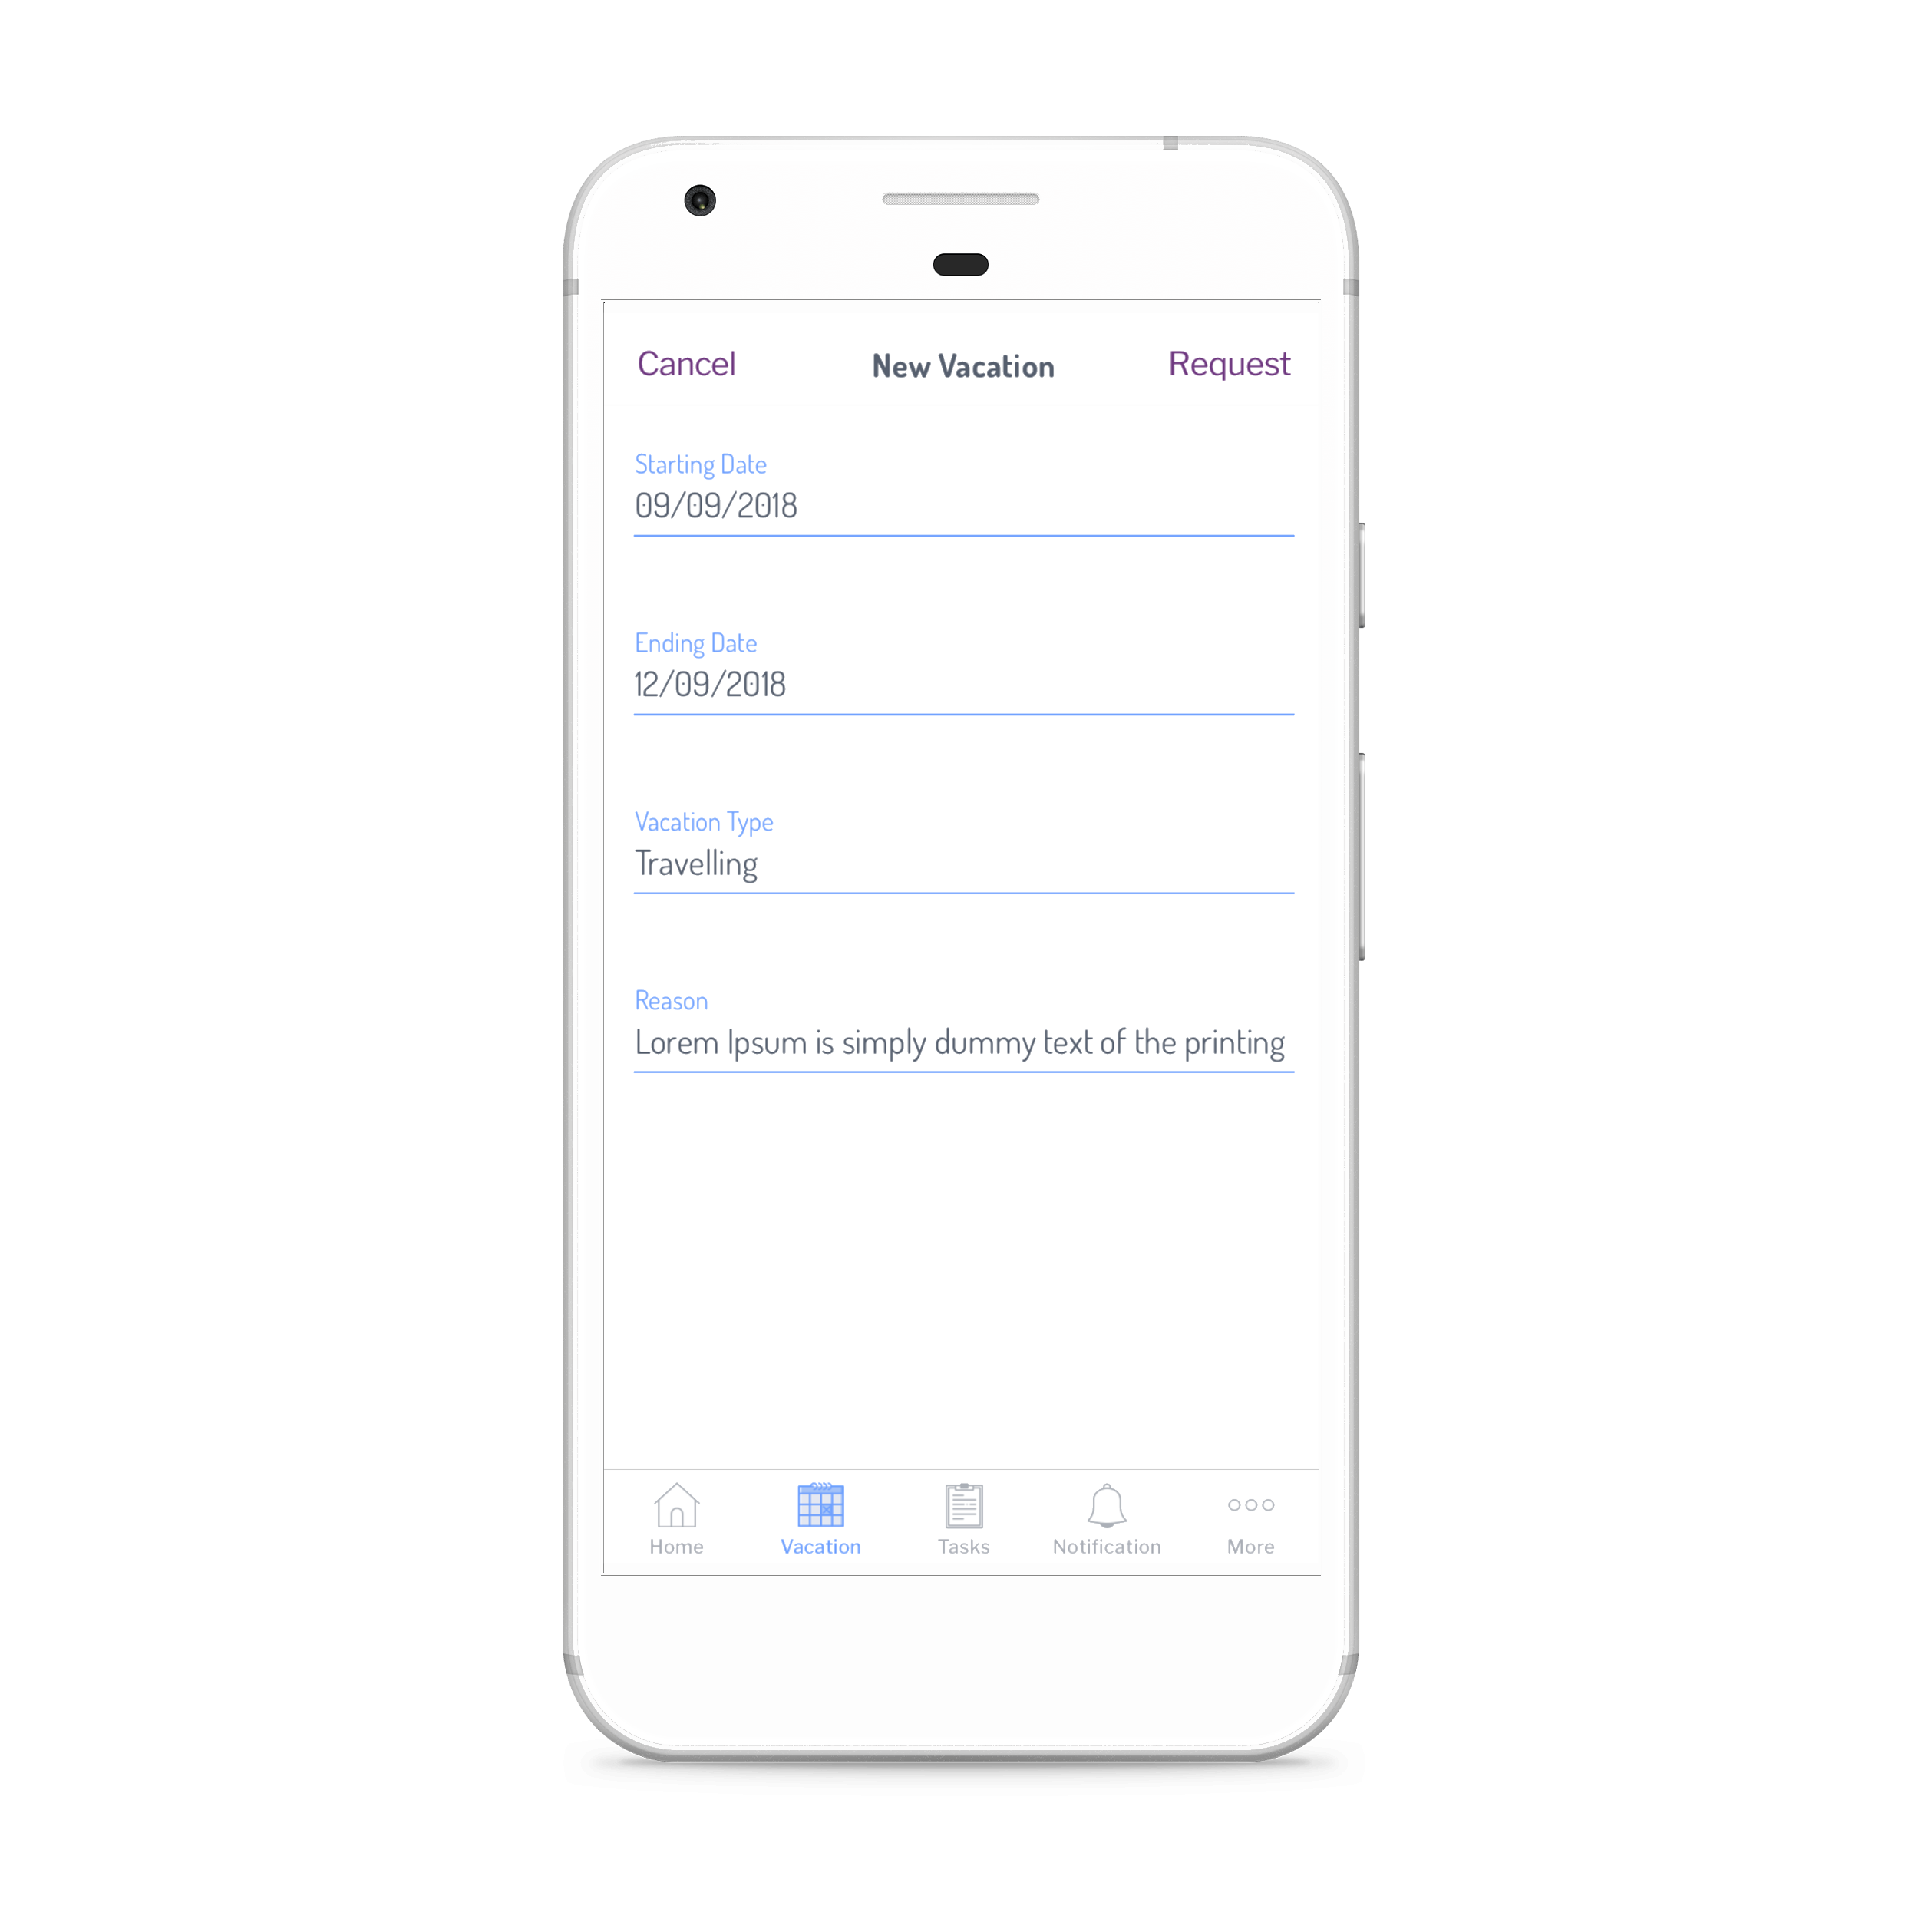 Cancel New Vacation Request
Starting Date
09/09/2018
Ending Date
12/09/2018
Vacation Type
Travelling
Reason
Lorem Ipsum is simply dummy text of the printing
Home Vacation Tasks Notification More